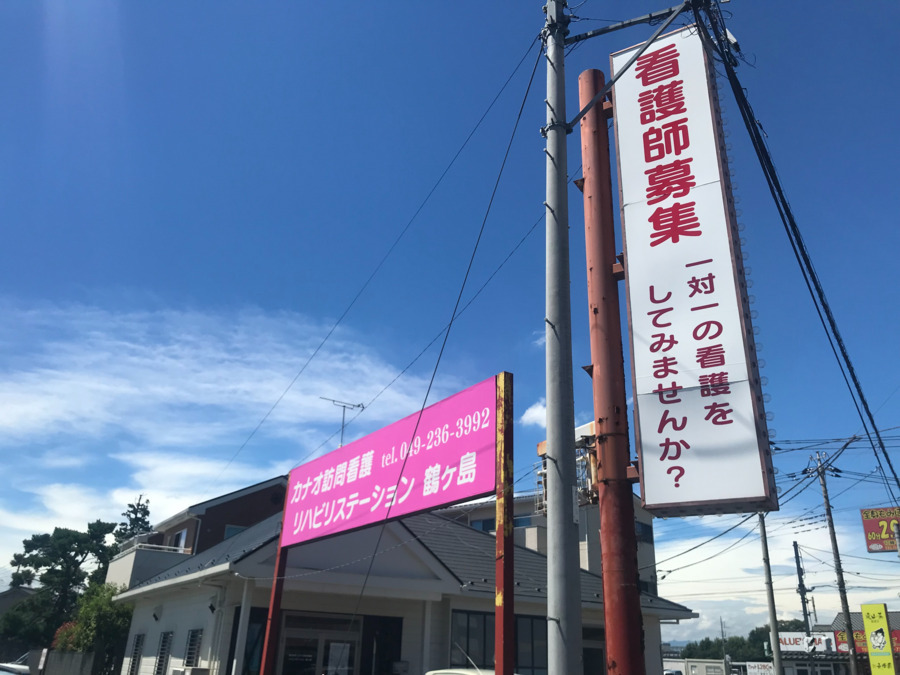 看護師募集
一対一の看護を
してみませんか？
カナオ訪問看護 tel. 049-236-3992
リハビリステーション 鶴ヶ島